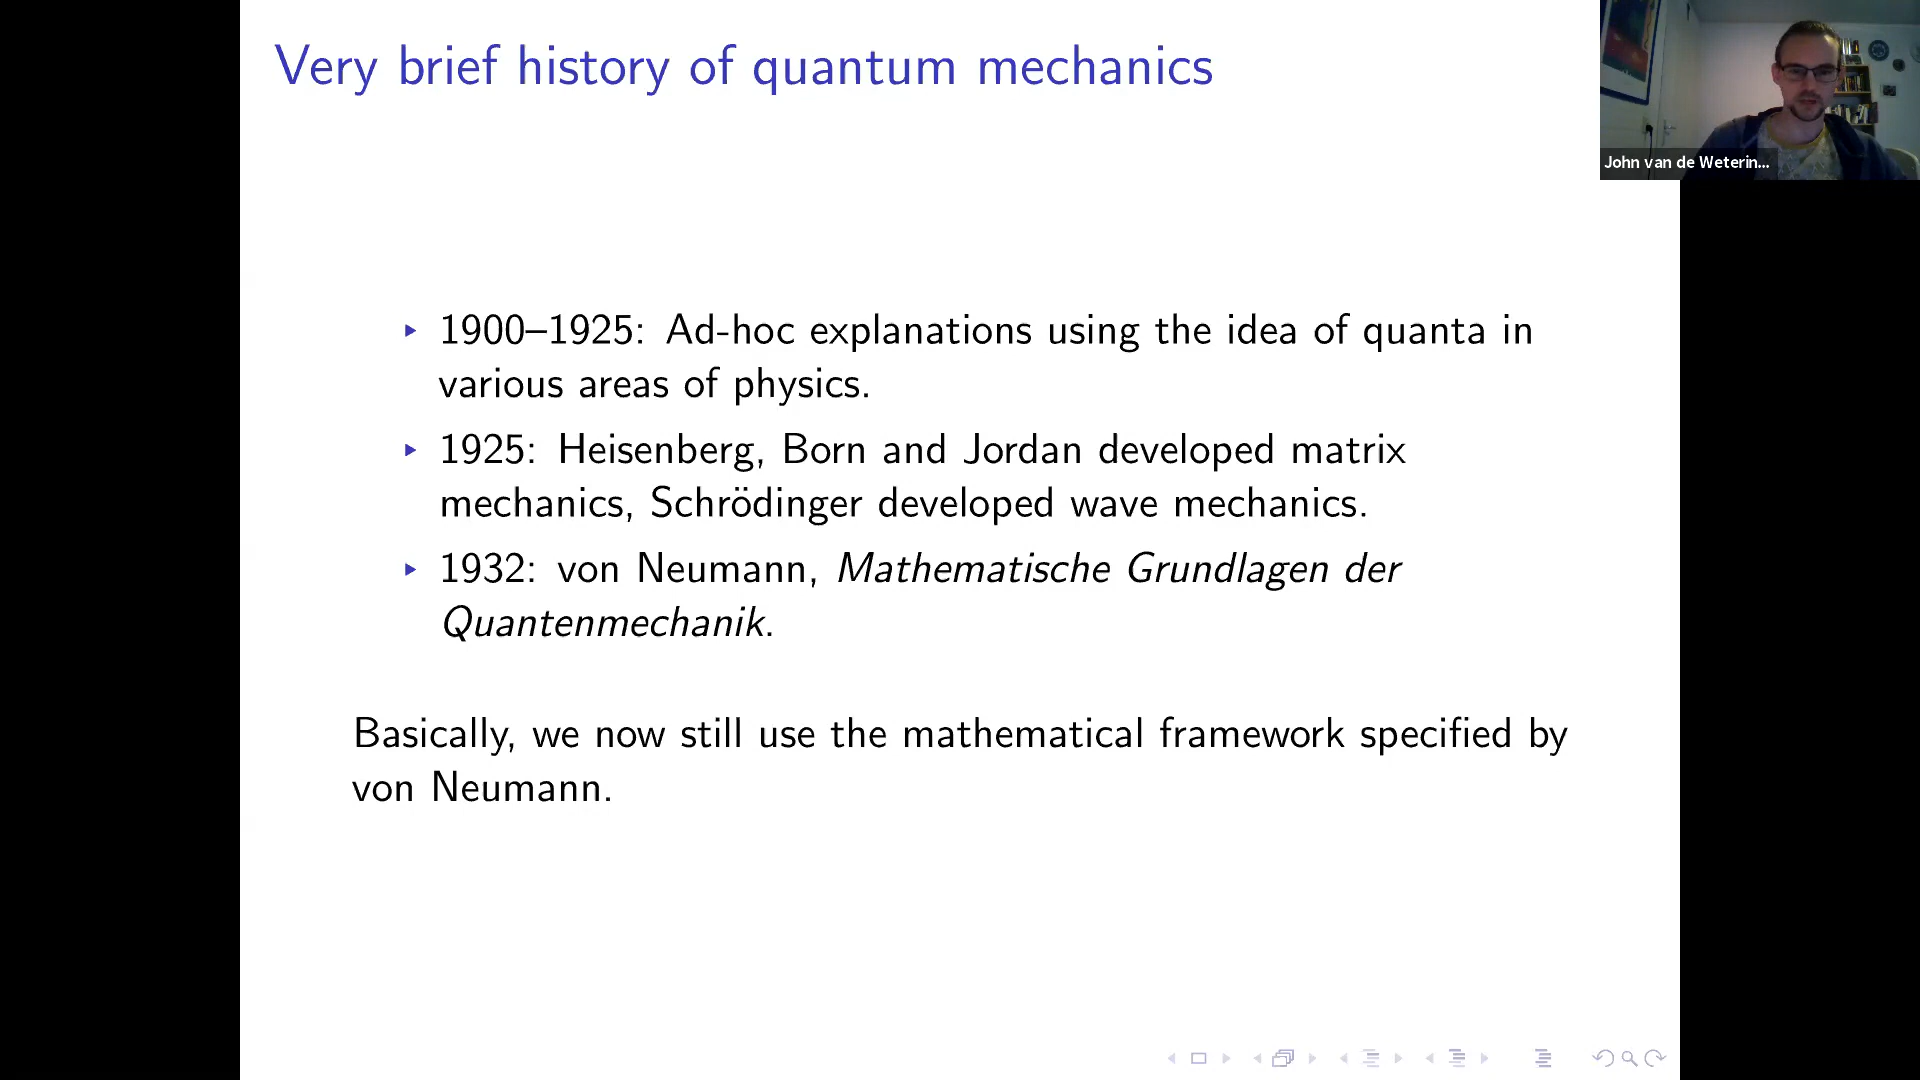 Very brief history of quantum mechanics
John van de Weterin...
1900–1925: Ad-hoc explanations using the idea of quanta in
various areas of physics.
1925: Heisenberg, Born and Jordan developed matrix
mechanics, Schrödinger developed wave mechanics.
1932: von Neumann, Mathematische Grundlagen der
Quantenmechanik.
Basically, we now still use the mathematical framework specified by
von Neumann.